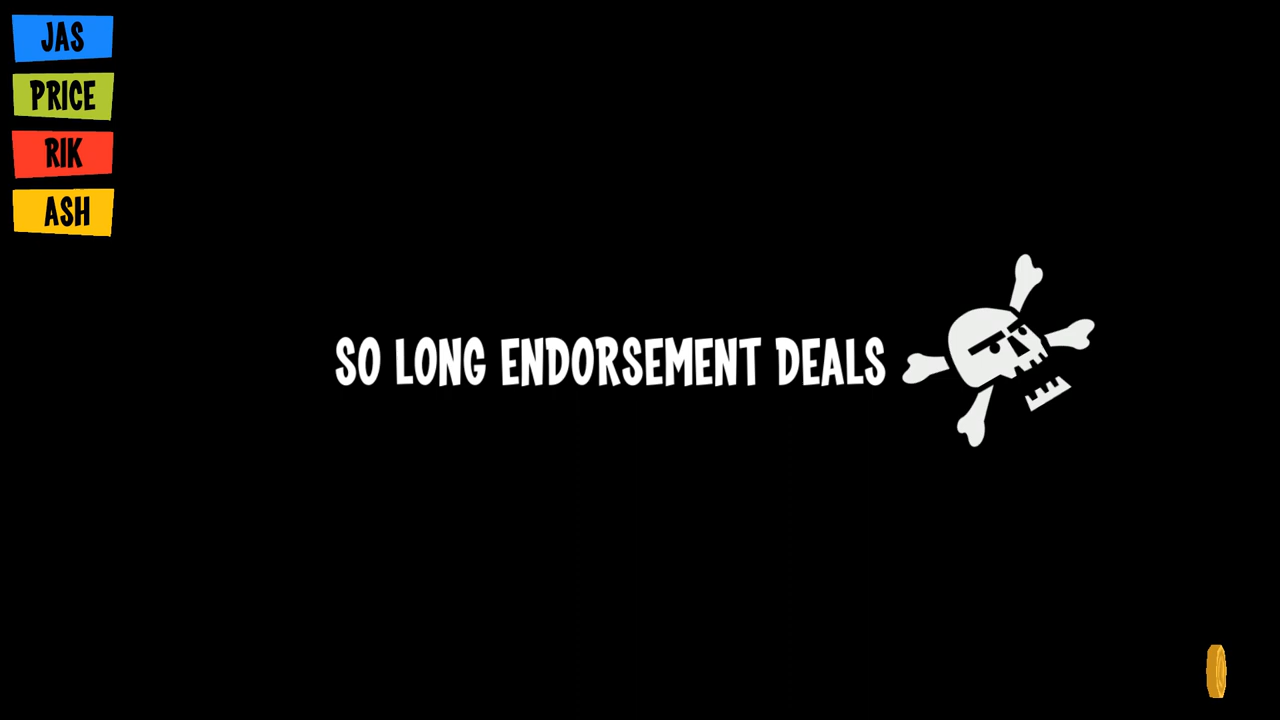 JAS
PRICE
RIK
ASH
SO LONG ENDORSEMENT DEALS